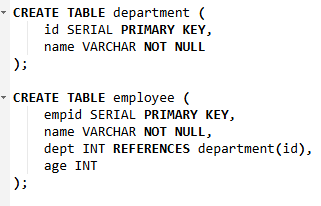 CREATE TABLE department (
    id SERIAL PRIMARY KEY,
    name VARCHAR NOT NULL
);

CREATE TABLE employee (
    empid SERIAL PRIMARY KEY,
    name VARCHAR NOT NULL,
    dept INT REFERENCES department(id),
    age INT
);